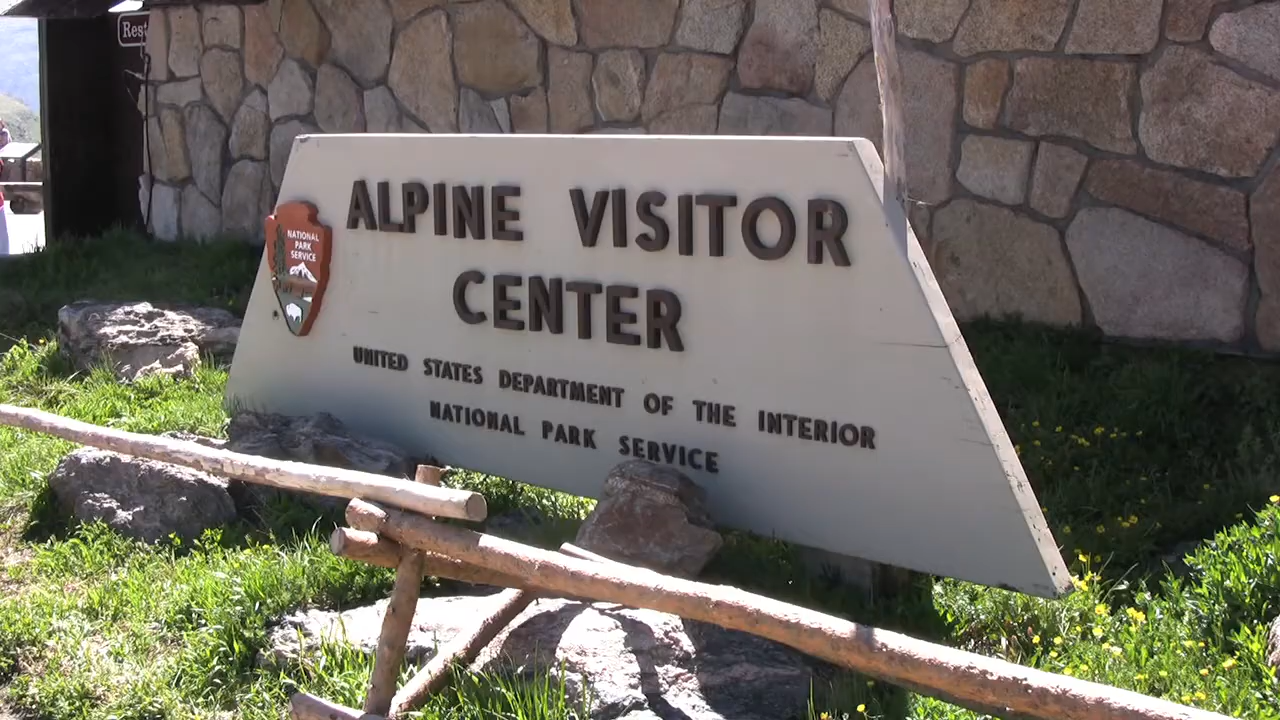 Rest
NATIONAL
PARK
SERVICE
ALPINE VISITOR
CENTER
UNITED STATES DEPARTMENT OF THE INTERIOR
NATIONAL PARK SERVICE